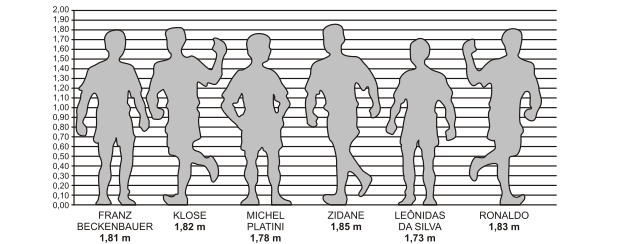 2,00
1,90
1,80
1,70
1,60
1,50
1,40
1,30
1,20
1,10
1,00
0,90
0,80
0,70
0,60
0,50
0,40
0,30
0,20
0,10
0,00
FRANZ
BECKENBAUER
1,81 m
KLOSE
1,82 m
MICHEL
PLATINI
1,78 m
ZIDANE
1,85 m
LEÔNIDAS
DA SILVA
1,73 m
RONALDO
1,83 m